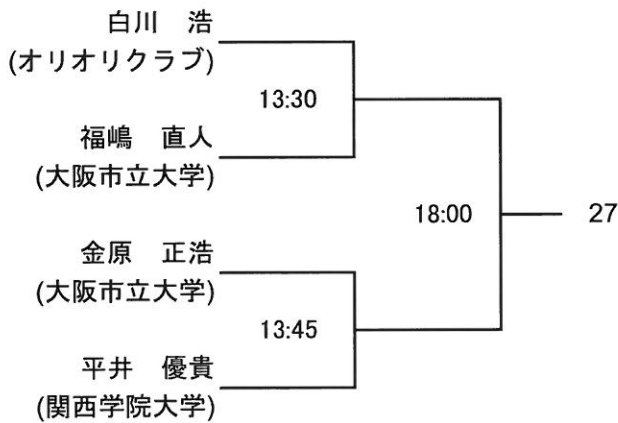 白川　浩
(オリオリクラブ)
13:30
福嶋　直人
(大阪市立大学)
18:00
27
金原　正浩
(大阪市立大学)
13:45
平井　優貴
(関西学院大学)